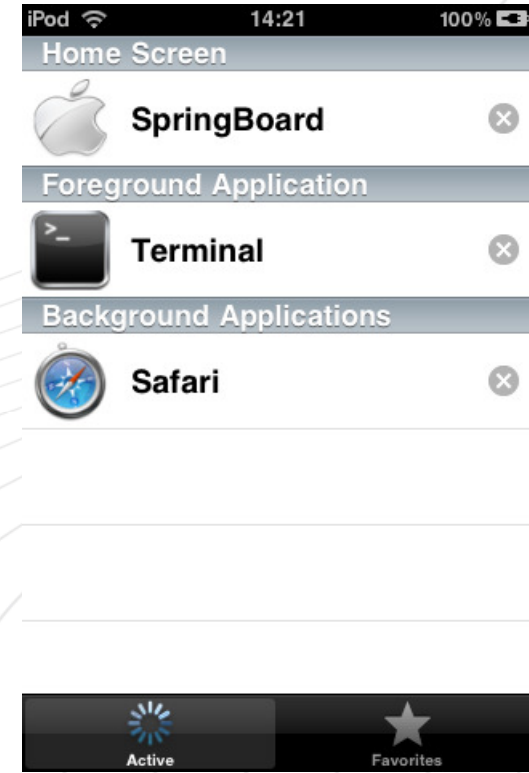 iPod 14:21 100%
Home Screen
SpringBoard
Foreground Application
>_
Terminal
Background Applications
Safari
Active Favorites